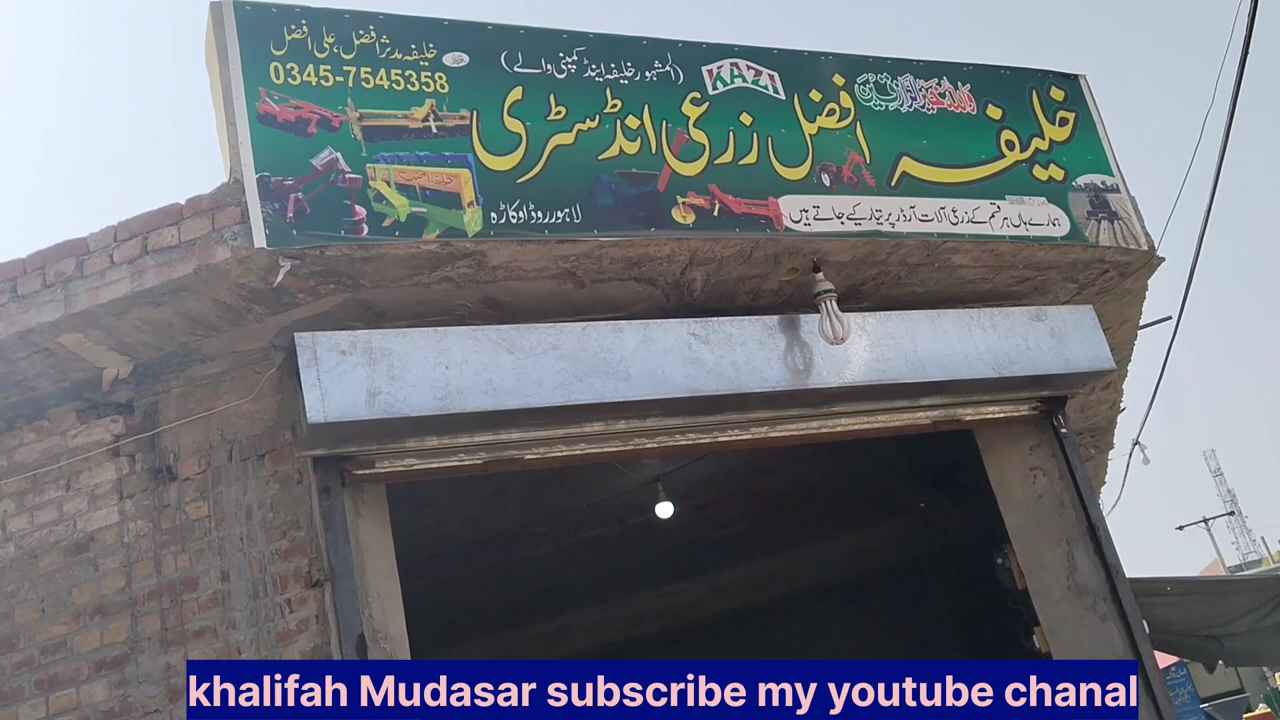 خلیفہ مدثر افضل، علی افضل
0345-7545358
(المشہور خلیفہ اینڈ کمپنی والے)
KAZI
وَاللّٰهُ خَيْرُ الرّٰزِقِيْنَ
خلیفہ افضل زرعی انڈسٹری
ہمارے ہاں ہر قسم کے زرعی آلات آرڈر پر تیار کیے جاتے ہیں
لاہور روڈ اوکاڑہ
khalifah Mudasar subscribe my youtube chanal